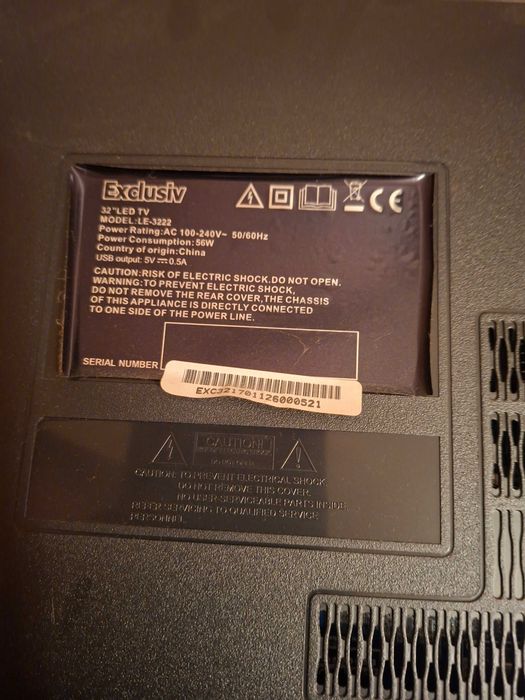 Exclusiv
32"LED TV
MODEL:LE-3222
Power Rating:AC 100-240V~ 50/60Hz
Power Consumption:56W
Country of origin:China
USB output: 5V⎓0.5A
CAUTION:RISK OF ELECTRIC SHOCK.DO NOT OPEN.
WARNING:TO PREVENT ELECTRIC SHOCK,
DO NOT REMOVE THE REAR COVER,THE CHASSIS
OF THIS APPLIANCE IS DIRECTLY CONNECTED
TO ONE SIDE OF THE POWER LINE.
SERIAL NUMBER
EXC321701126000521
CAUTION!
DO NOT OPEN
CAUTION: TO PREVENT ELECTRICAL SHOCK
DO NOT REMOVE THIS COVER.
NO USER-SERVICEABLE PARTS INSIDE
REFER SERVICING TO QUALIFIED SERVICE
PERSONNEL